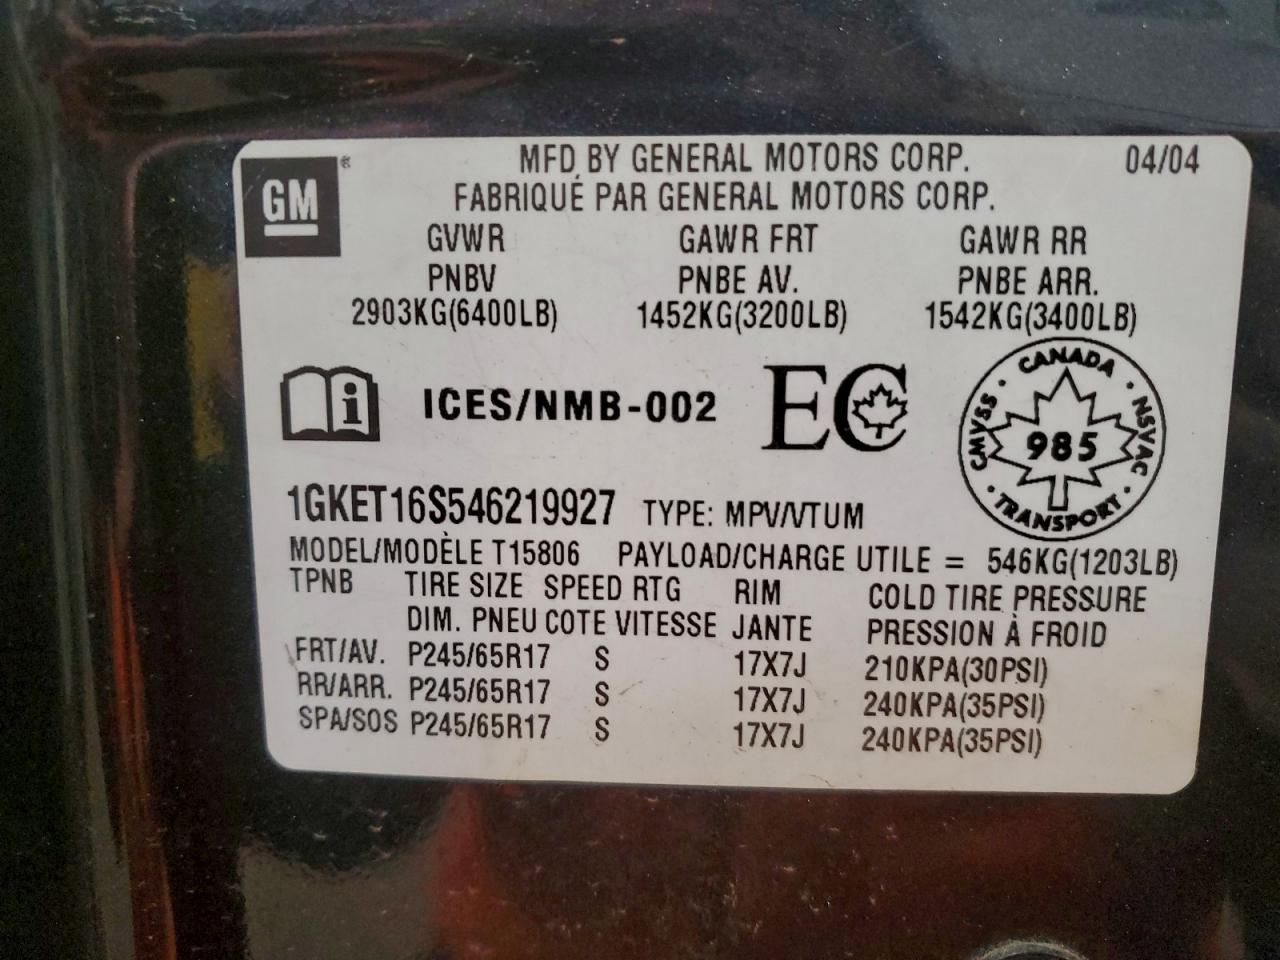 GM ®
MFD BY GENERAL MOTORS CORP. 04/04
FABRIQUÉ PAR GENERAL MOTORS CORP.
GVWR GAWR FRT GAWR RR
PNBV PNBE AV. PNBE ARR.
2903KG(6400LB) 1452KG(3200LB) 1542KG(3400LB)
i ICES/NMB-002 EC
CANADA
CMVSS · 985 · NSVAC
TRANSPORT
1GKET16S546219927 TYPE: MPV/VTUM
MODEL/MODÈLE T15806 PAYLOAD/CHARGE UTILE = 546KG(1203LB)
TPNB TIRE SIZE SPEED RTG RIM COLD TIRE PRESSURE
DIM. PNEU COTE VITESSE JANTE PRESSION À FROID
FRT/AV. P245/65R17 S 17X7J 210KPA(30PSI)
RR/ARR. P245/65R17 S 17X7J 240KPA(35PSI)
SPA/SOS P245/65R17 S 17X7J 240KPA(35PSI)